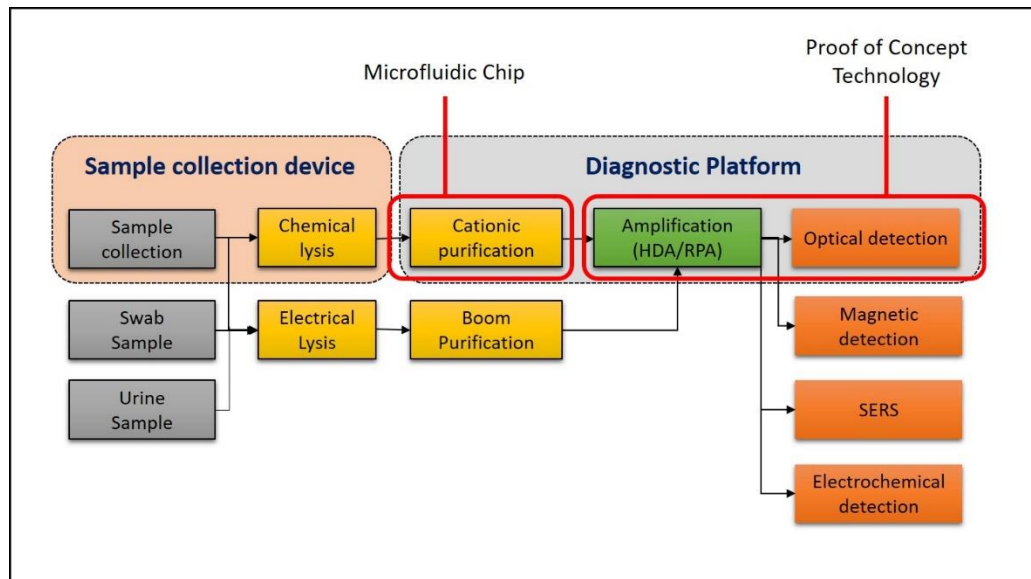 Microfluidic Chip
Proof of Concept
Technology
Sample collection device
Diagnostic Platform
Sample
collection
Chemical
lysis
Cationic
purification
Amplification
(HDA/RPA)
Optical detection
Swab
Sample
Electrical
Lysis
Boom
Purification
Magnetic
detection
Urine
Sample
SERS
Electrochemical
detection